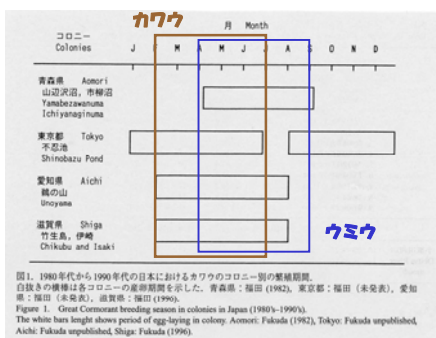 カワウ
月 Month
コロニー
Colonies
J F M A M J J A S O N D
青森県 Aomori
山辺沢沼，市柳沼
Yamabezawanuma
Ichiyanaginuma
東京都 Tokyo
不忍池
Shinobazu Pond
愛知県 Aichi
鵜の山
Unoyama
滋賀県 Shiga
竹生島，伊崎
Chikubu and Isaki
ウミウ
図1. 1980年代から1990年代の日本におけるカワウのコロニー別の繁殖期間．
白抜きの横棒は各コロニーの産卵期間を示した．青森県：福田 (1982)，東京都：福田（未発表），愛知
県：福田（未発表），滋賀県：福田 (1996)．
Figure 1. Great Cormorant breeding season in colonies in Japan (1980's-1990's).
The white bars lenght shows period of egg-laying in colony. Aomori: Fukuda (1982), Tokyo: Fukuda unpublished,
Aichi: Fukuda unpublished, Shiga: Fukuda (1996).